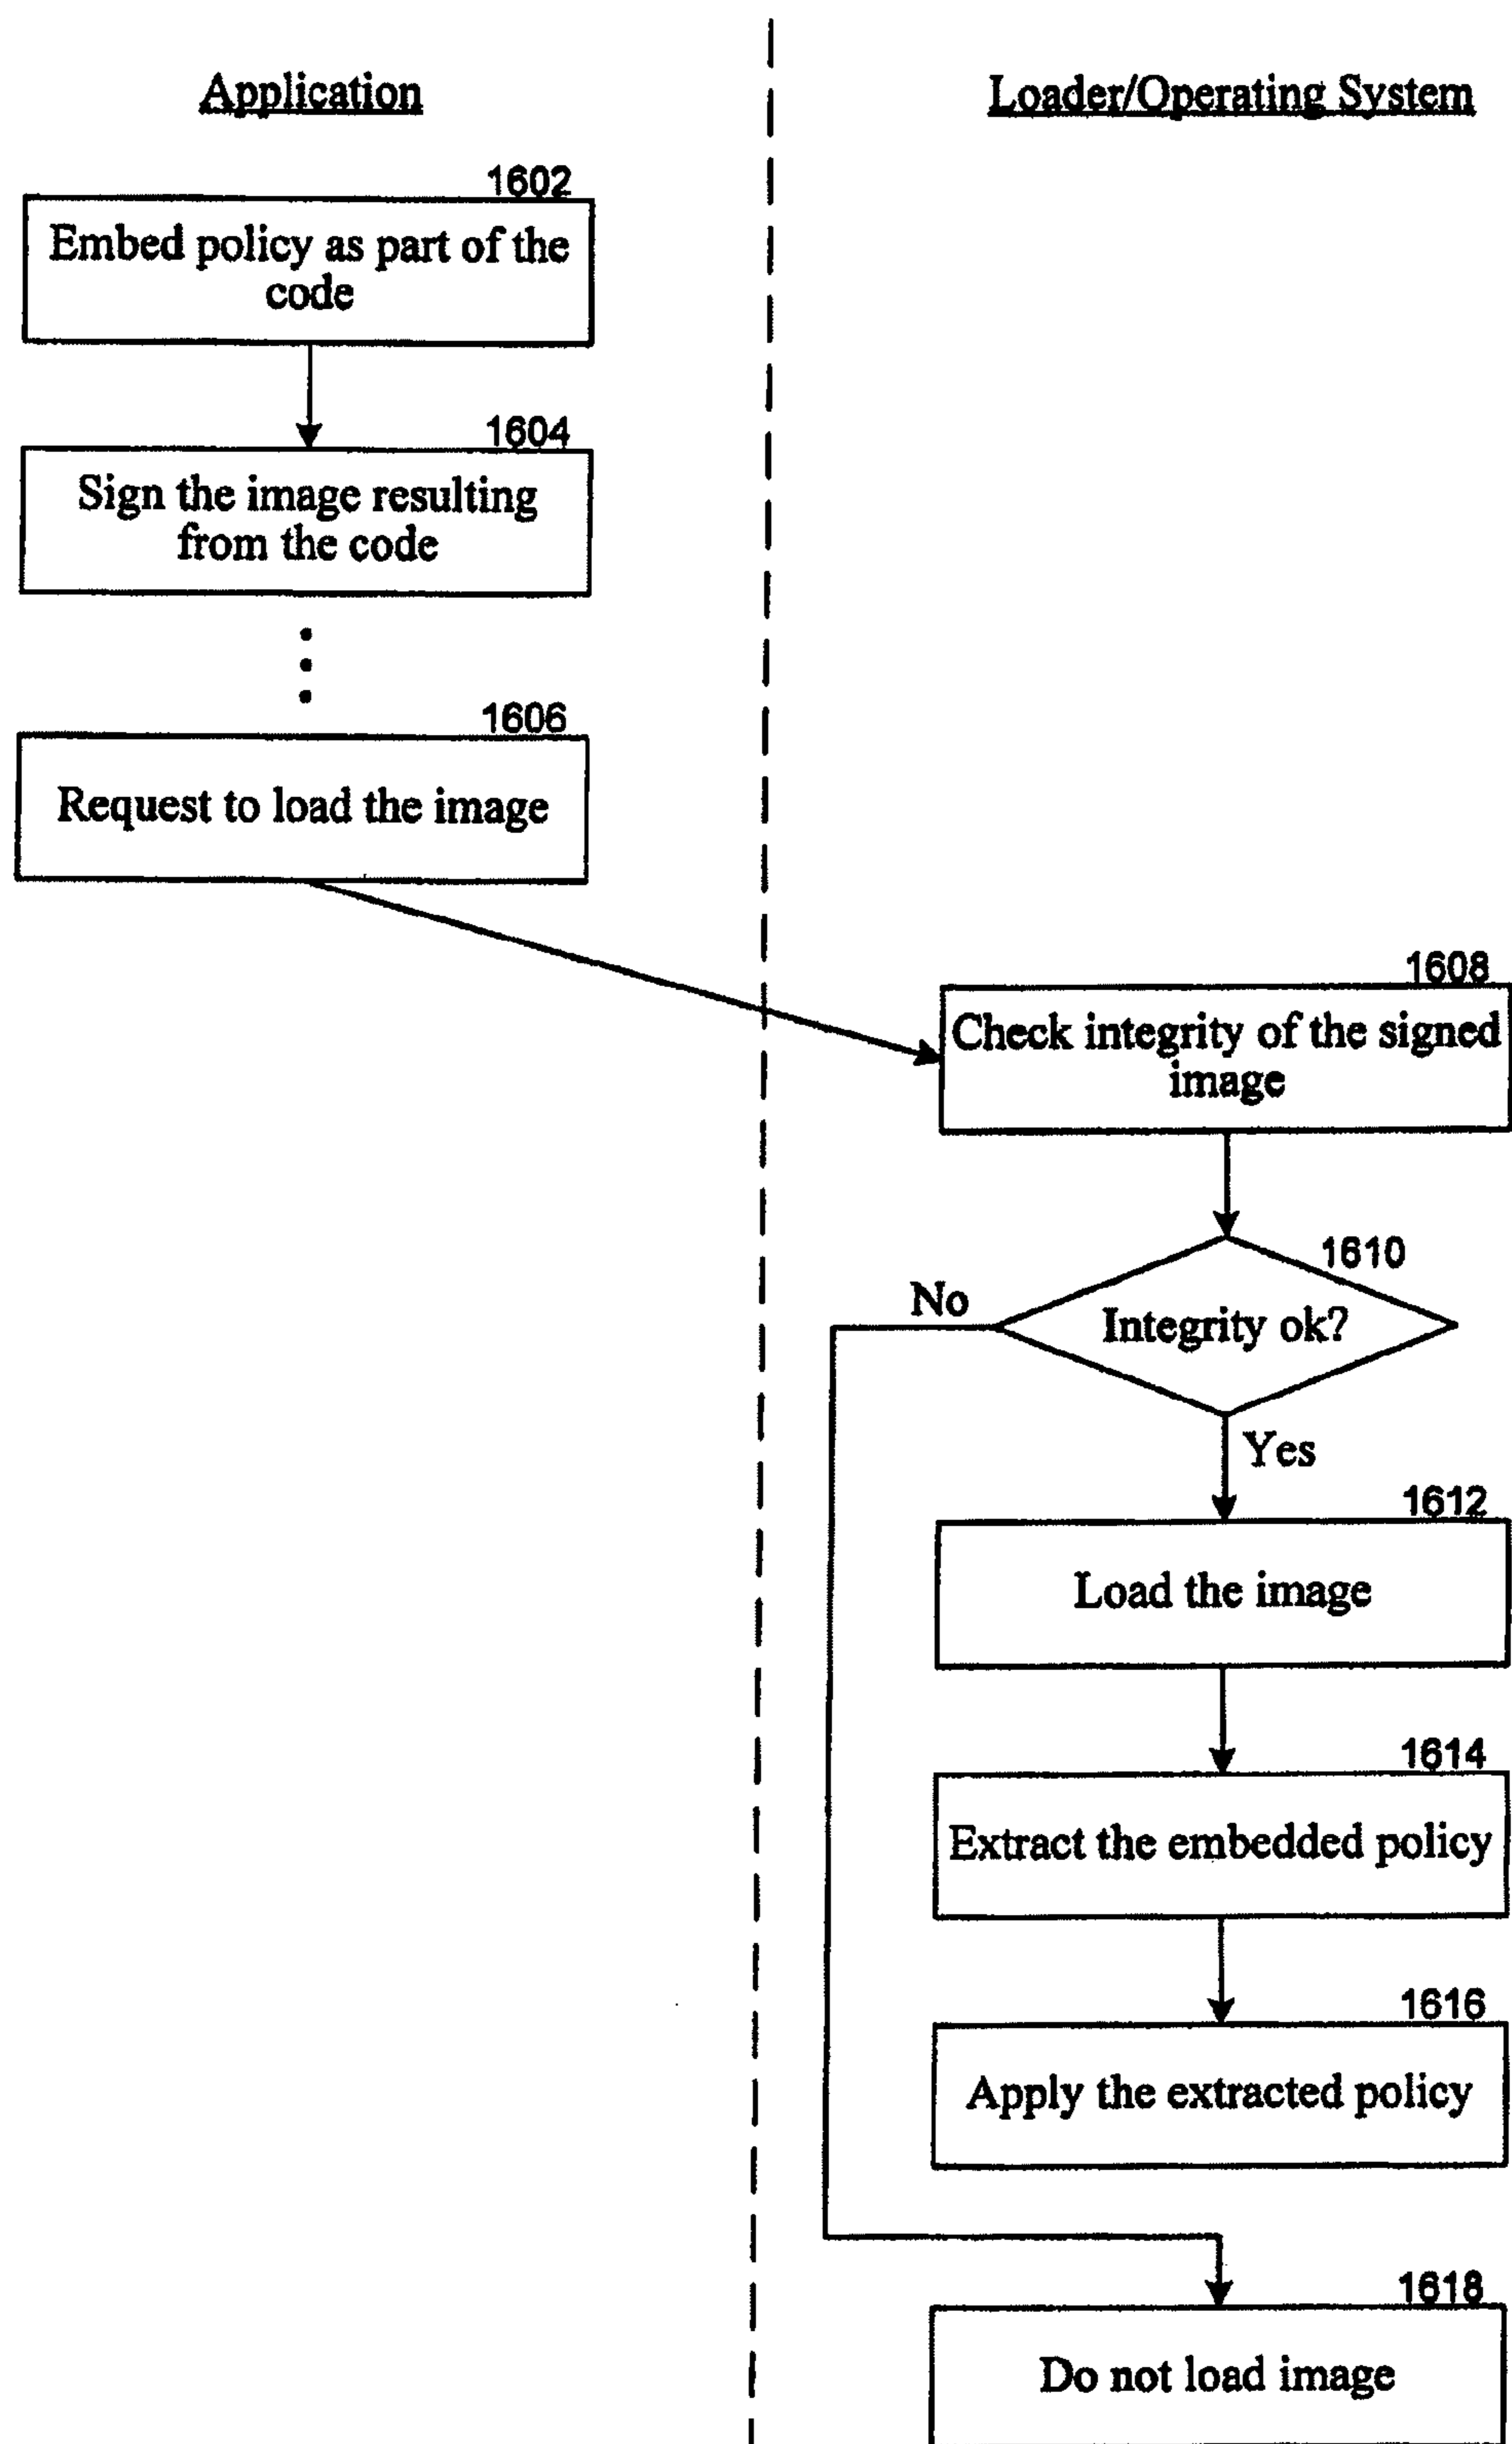 Application
Loader/Operating System
1602
Embed policy as part of the
code
1604
Sign the image resulting
from the code
1606
Request to load the image
1608
Check integrity of the signed
image
1610
No
Integrity ok?
Yes
1612
Load the image
1614
Extract the embedded policy
1616
Apply the extracted policy
1618
Do not load image